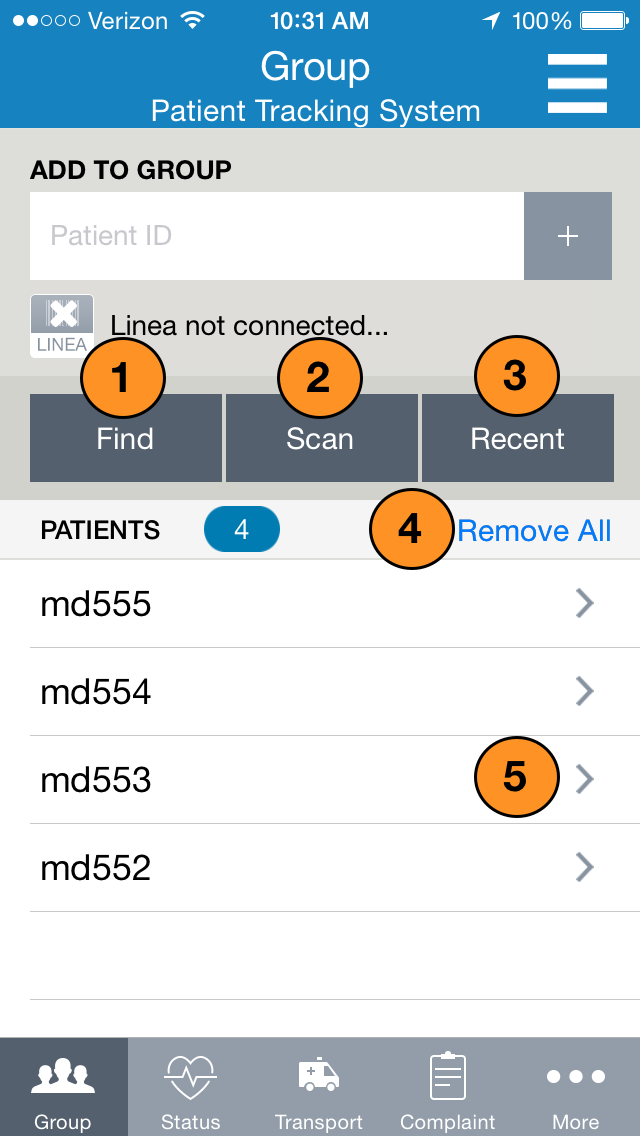 Verizon 10:31 AM 100%
Group
Patient Tracking System
ADD TO GROUP
Patient ID +
LINEA Linea not connected...
1 2 3
Find Scan Recent
PATIENTS 4 4 Remove All
md555
md554
md553 5
md552
Group Status Transport Complaint More